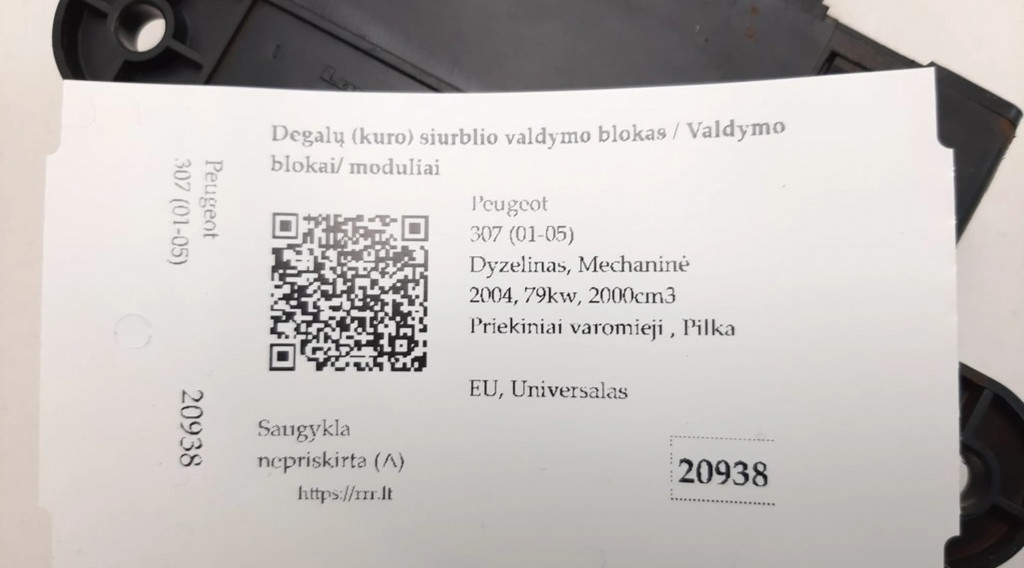 Degalų (kuro) siurblio valdymo blokas / Valdymo
blokai/ moduliai
Peugeot
307 (01-05)
Peugeot
307 (01-05)
Dyzelinas, Mechaninė
2004, 79kw, 2000cm3
Priekiniai varomieji , Pilka
EU, Universalas
20938
Saugykla
nepriskirta (A)
https://rrr.lt
20938